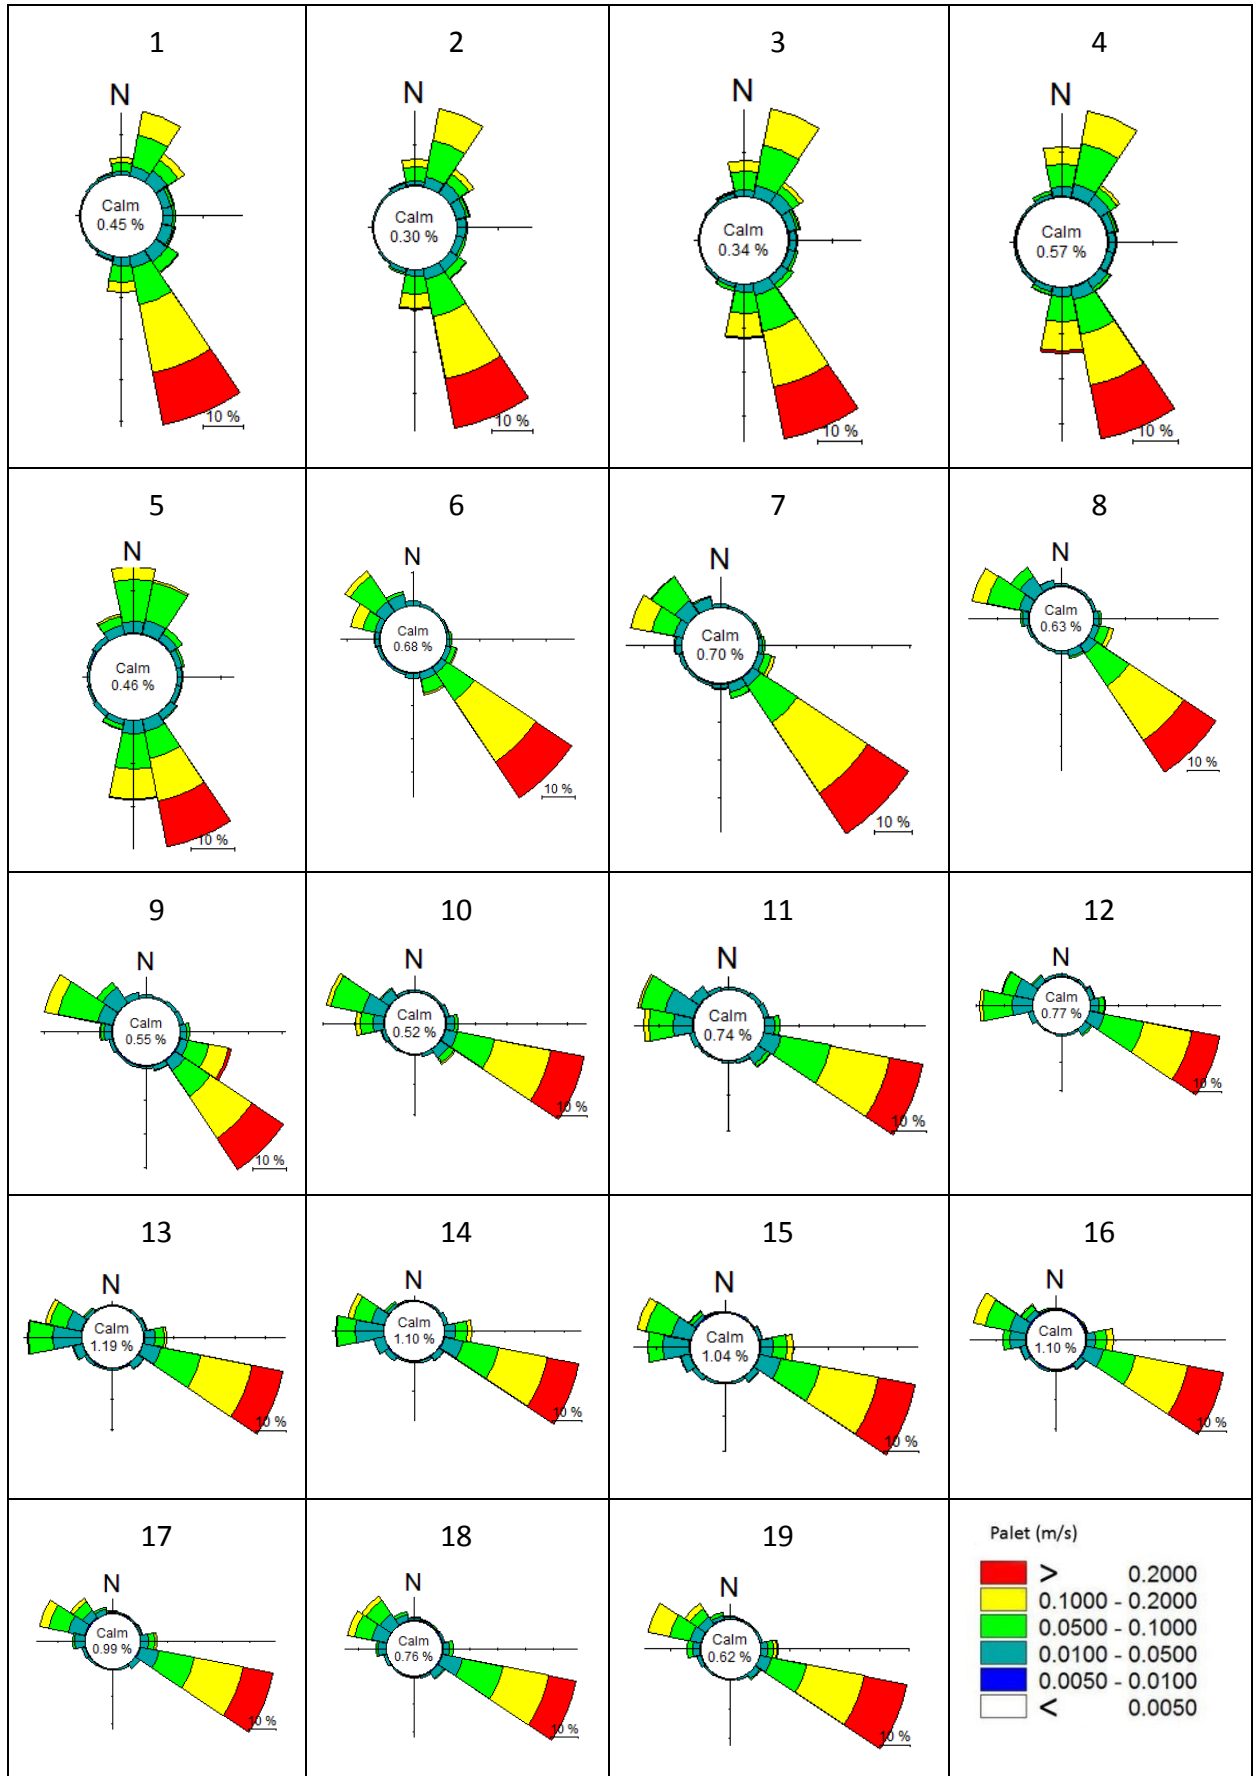 1
2
3
4
N
Calm
0.45 %
10 %
N
Calm
0.30 %
10 %
N
Calm
0.34 %
10 %
N
Calm
0.57 %
10 %
5
6
7
8
N
Calm
0.46 %
10 %
N
Calm
0.68 %
10 %
N
Calm
0.70 %
10 %
N
Calm
0.63 %
10 %
9
10
11
12
N
Calm
0.55 %
10 %
N
Calm
0.52 %
10 %
N
Calm
0.74 %
10 %
N
Calm
0.77 %
10 %
13
14
15
16
N
Calm
1.19 %
10 %
N
Calm
1.10 %
10 %
N
Calm
1.04 %
10 %
N
Calm
1.10 %
10 %
17
18
19
N
Calm
0.99 %
10 %
N
Calm
0.76 %
10 %
N
Calm
0.62 %
10 %
Palet (m/s)
> 0.2000
0.1000 - 0.2000
0.0500 - 0.1000
0.0100 - 0.0500
0.0050 - 0.0100
< 0.0050